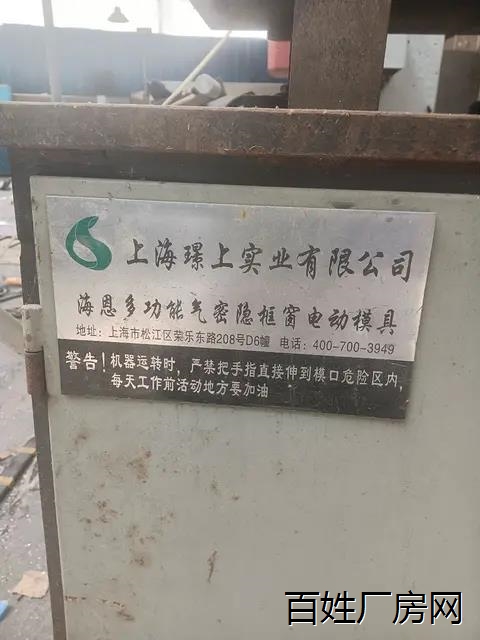 上海璟上实业有限公司
海恩多功能气密隐框窗电动模具
地址：上海市松江区荣乐东路208号D6幢 电话：400-700-3949
警告！机器运转时，严禁把手指直接伸到模口危险区内，
每天工作前活动地方要加油
百姓厂房网